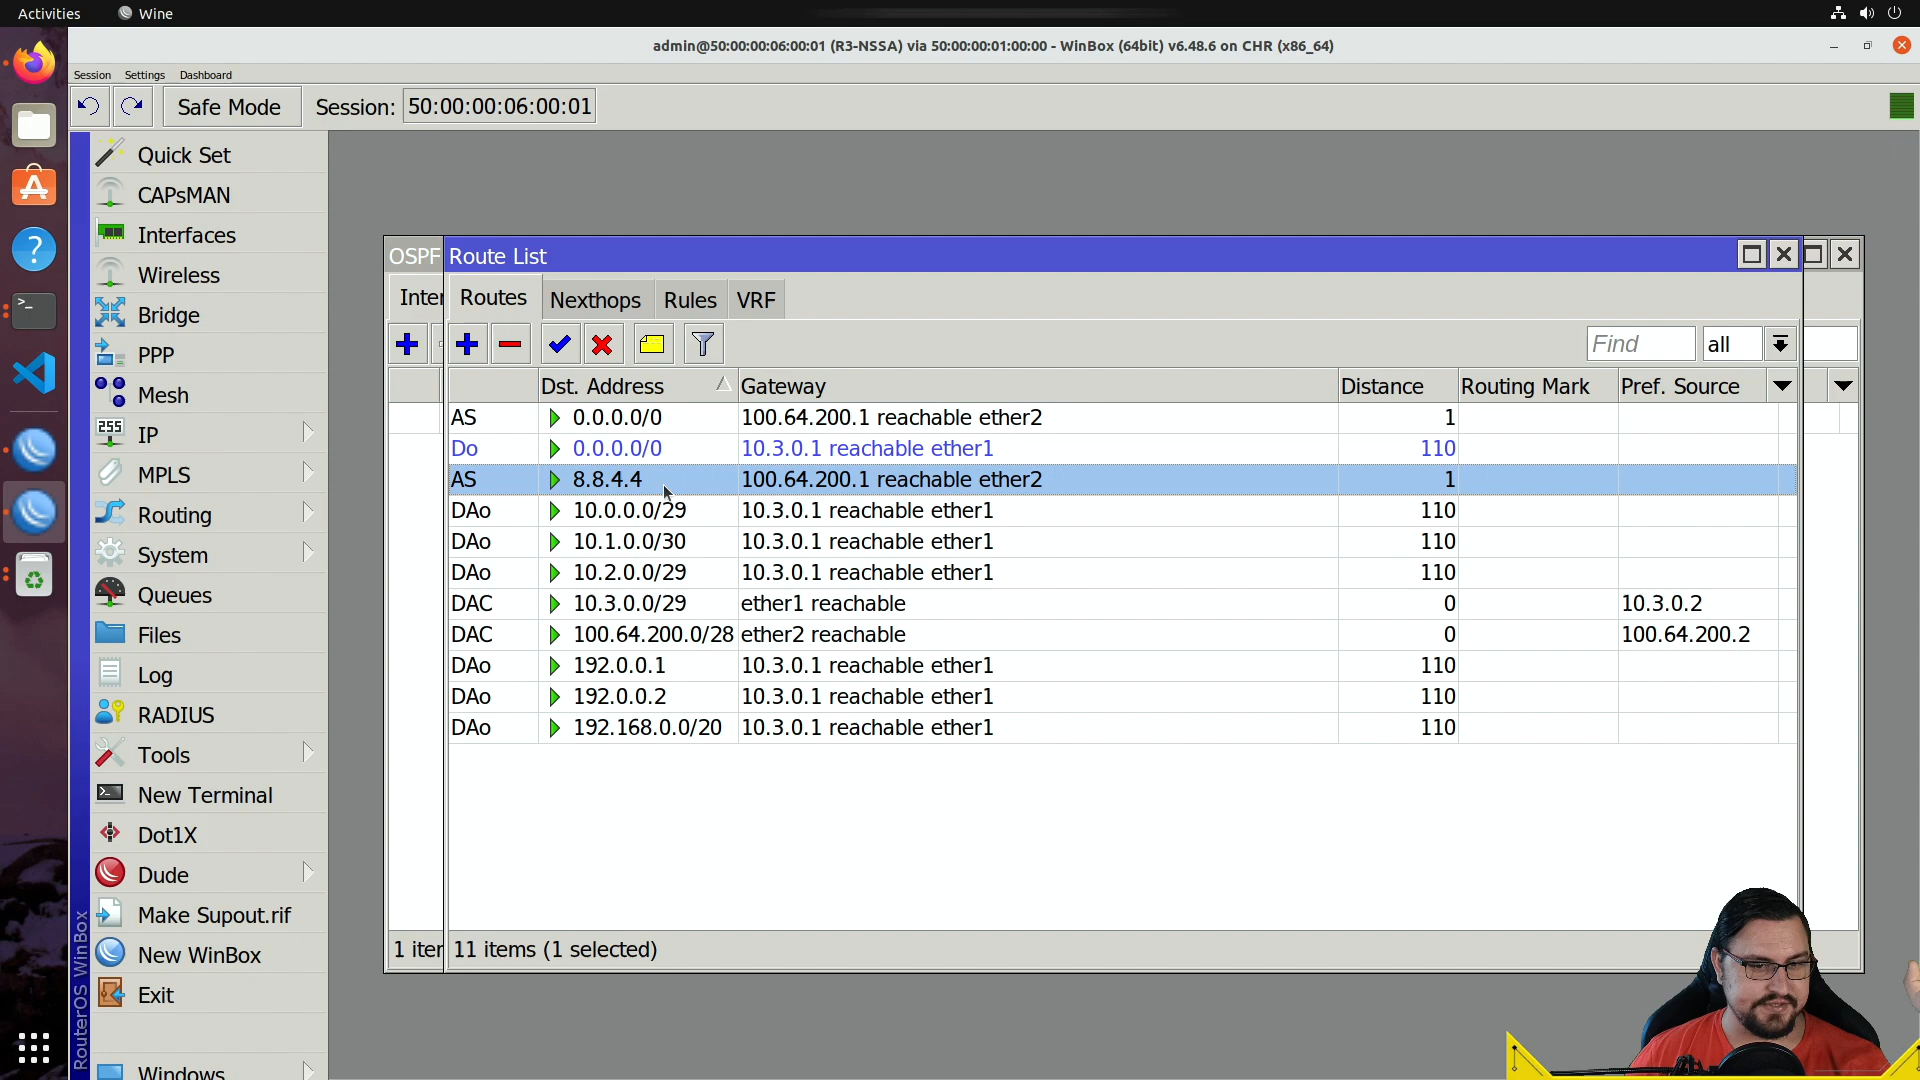 Activities
Wine
admin@50:00:00:06:00:01 (R3-NSSA) via 50:00:00:01:00:00 - WinBox (64bit) v6.48.6 on CHR (x86_64)
Session Settings Dashboard
Safe Mode
Session: 50:00:00:06:00:01
Quick Set
CAPsMAN
Interfaces
Wireless
Bridge
PPP
Mesh
255
IP
MPLS
Routing
System
Queues
Files
Log
RADIUS
Tools
New Terminal
Dot1X
Dude
Make Supout.rif
New WinBox
Exit
Windows
RouterOS WinBox
OSPF
Inter
1 iter
Route List
Routes Nexthops Rules VRF
Find
all
Dst. Address Gateway Distance Routing Mark Pref. Source
AS 0.0.0.0/0 100.64.200.1 reachable ether2 1
Do 0.0.0.0/0 10.3.0.1 reachable ether1 110
AS 8.8.4.4 100.64.200.1 reachable ether2 1
DAo 10.0.0.0/29 10.3.0.1 reachable ether1 110
DAo 10.1.0.0/30 10.3.0.1 reachable ether1 110
DAo 10.2.0.0/29 10.3.0.1 reachable ether1 110
DAC 10.3.0.0/29 ether1 reachable 0 10.3.0.2
DAC 100.64.200.0/28 ether2 reachable 0 100.64.200.2
DAo 192.0.0.1 10.3.0.1 reachable ether1 110
DAo 192.0.0.2 10.3.0.1 reachable ether1 110
DAo 192.168.0.0/20 10.3.0.1 reachable ether1 110
11 items (1 selected)